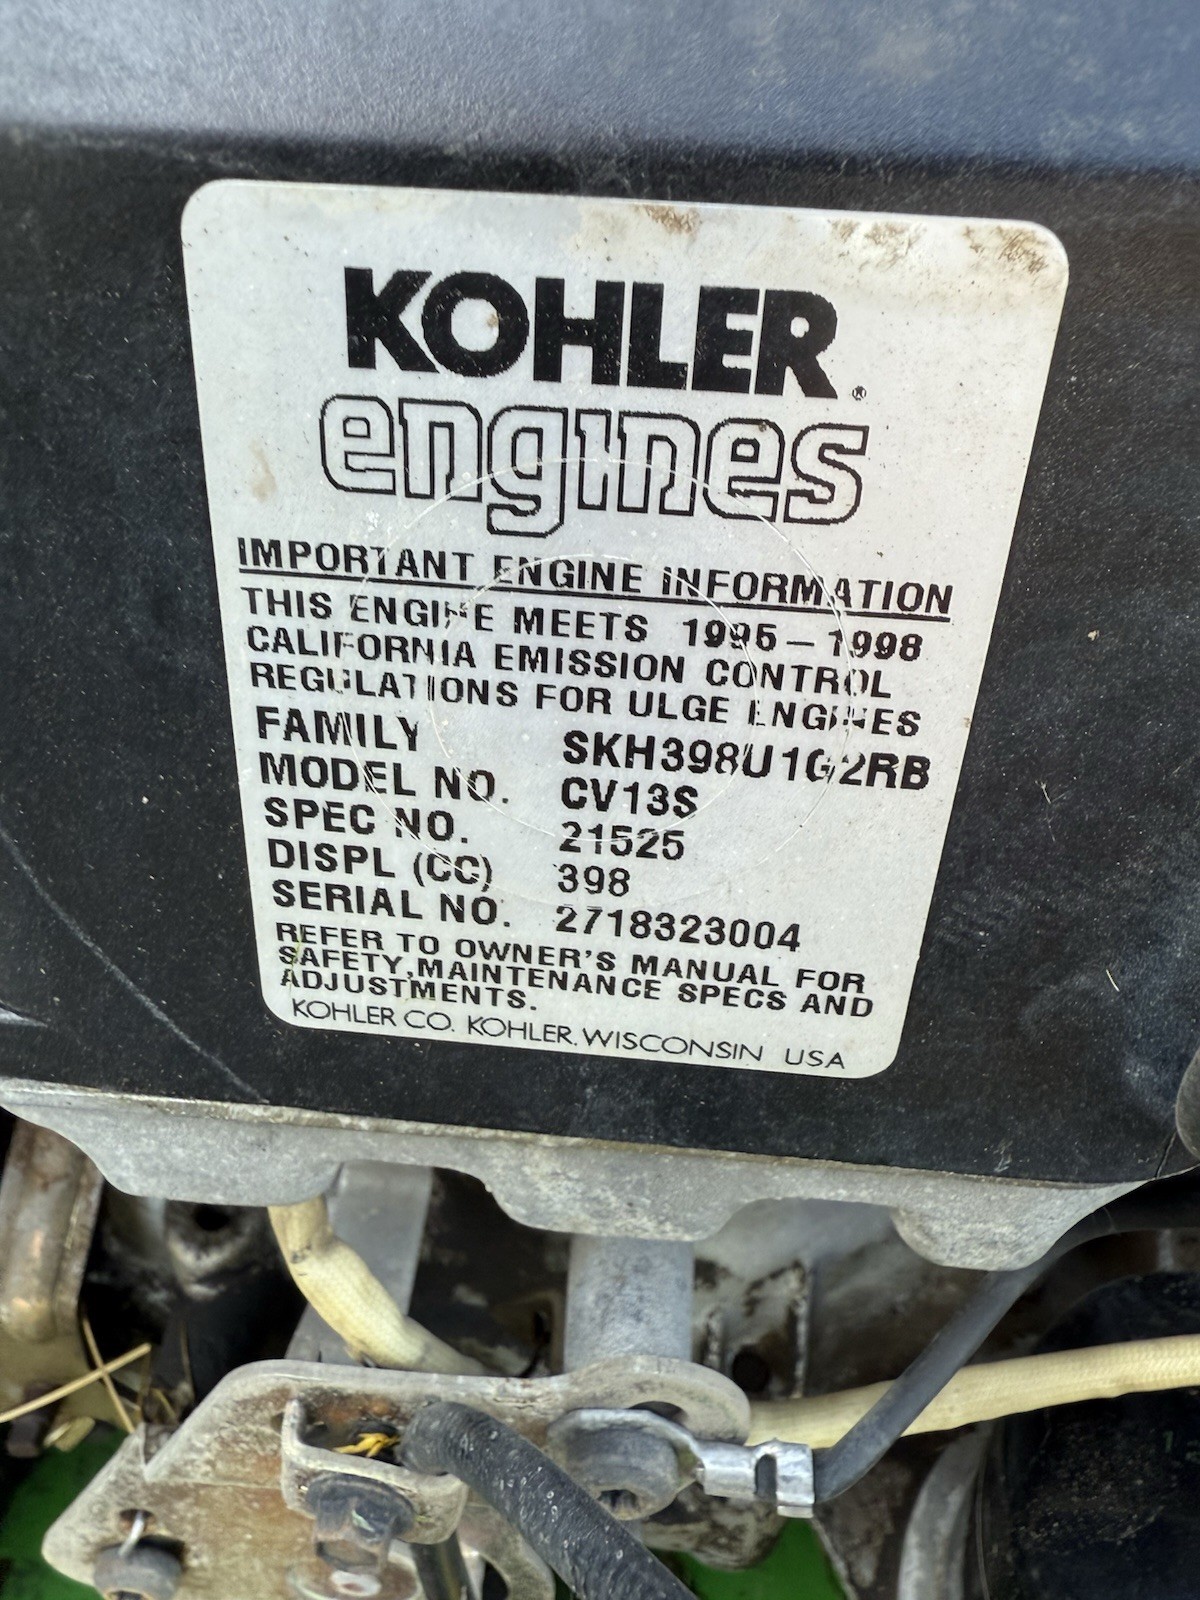 KOHLER®
engines
IMPORTANT ENGINE INFORMATION
THIS ENGINE MEETS 1995-1998
CALIFORNIA EMISSION CONTROL
REGULATIONS FOR ULGE ENGINES
FAMILY SKH398U1G2RB
MODEL NO. CV13S
SPEC NO. 21525
DISPL (CC) 398
SERIAL NO. 2718323004
REFER TO OWNER'S MANUAL FOR
SAFETY,MAINTENANCE SPECS AND
ADJUSTMENTS.
KOHLER CO. KOHLER, WISCONSIN USA